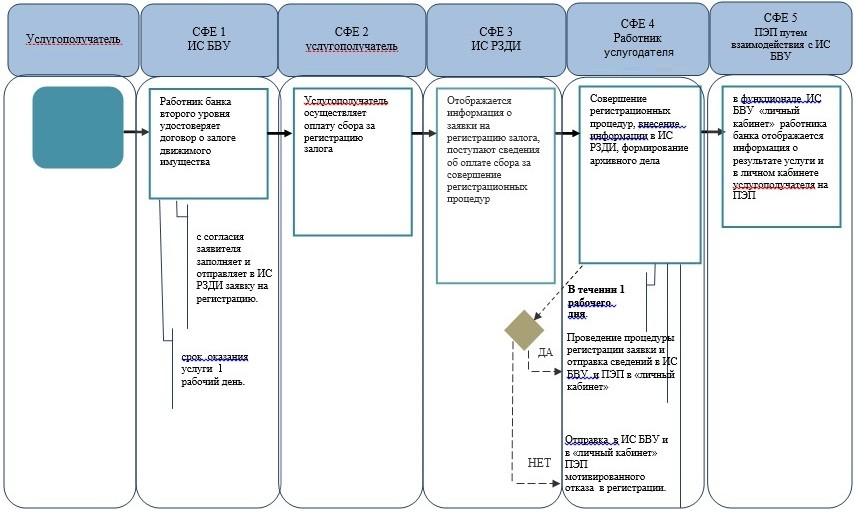 Услугополучатель
СФЕ 1
ИС БВУ
СФЕ 2
услугополучатель
СФЕ 3
ИС РЗДИ
СФЕ 4
Работник
услугодателя
СФЕ 5
ПЭП путем
взаимодействия с ИС
БВУ
Работник банка
второго уровня
удостоверяет
договор о залоге
движимого
имущества
Услугополучатель
осуществляет
оплату сбора за
регистрацию
залога
Отображается
информация о
заявки на
регистрацию залога,
поступают сведения
об оплате сбора за
совершение
регистрационных
процедур
Совершение
регистрационных
процедур, внесение
информации в ИС
РЗДИ, формирование
архивного дела
в функционале ИС
БВУ «личный
кабинет» работника
банка отображается
информация о
результате услуги и
в личном кабинете
услугополучателя на
ПЭП
с согласия
заявителя
заполняет и
отправляет в ИС
РЗДИ заявку на
регистрацию.
срок оказания
услуги 1
рабочий день.
В течении 1
рабочего
дня.
ДА
Проведение процедуры
регистрации заявки и
отправка сведений в ИС
БВУ и ПЭП в «личный
кабинет»
НЕТ
Отправка в ИС БВУ и
в «личный кабинет»
ПЭП
мотивированного
отказа в регистрации.